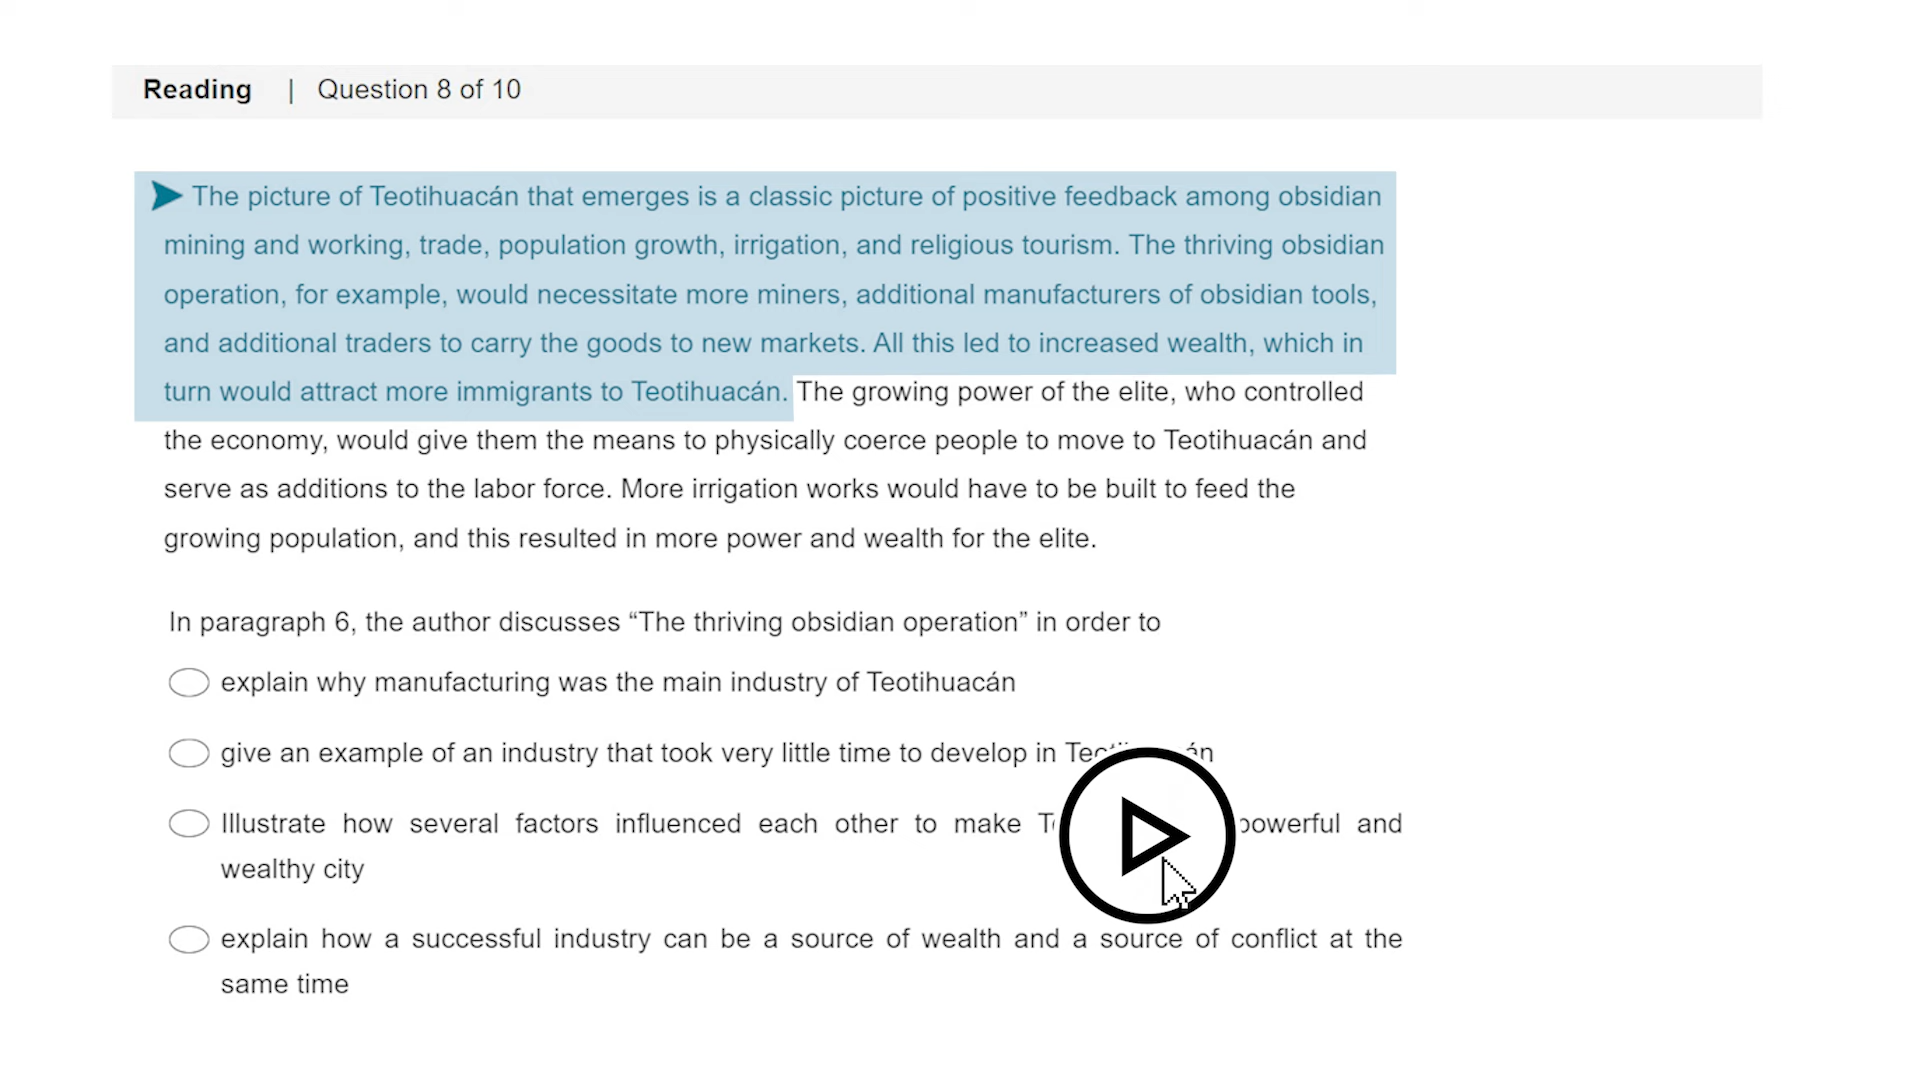 Reading | Question 8 of 10
The picture of Teotihuacán that emerges is a classic picture of positive feedback among obsidian
mining and working, trade, population growth, irrigation, and religious tourism. The thriving obsidian
operation, for example, would necessitate more miners, additional manufacturers of obsidian tools,
and additional traders to carry the goods to new markets. All this led to increased wealth, which in
turn would attract more immigrants to Teotihuacán. The growing power of the elite, who controlled
the economy, would give them the means to physically coerce people to move to Teotihuacán and
serve as additions to the labor force. More irrigation works would have to be built to feed the
growing population, and this resulted in more power and wealth for the elite.
In paragraph 6, the author discusses “The thriving obsidian operation” in order to
explain why manufacturing was the main industry of Teotihuacán
give an example of an industry that took very little time to develop in
Illustrate how several factors influenced each other to make powerful and
wealthy city
explain how a successful industry can be a source of wealth and a source of conflict at the
same time